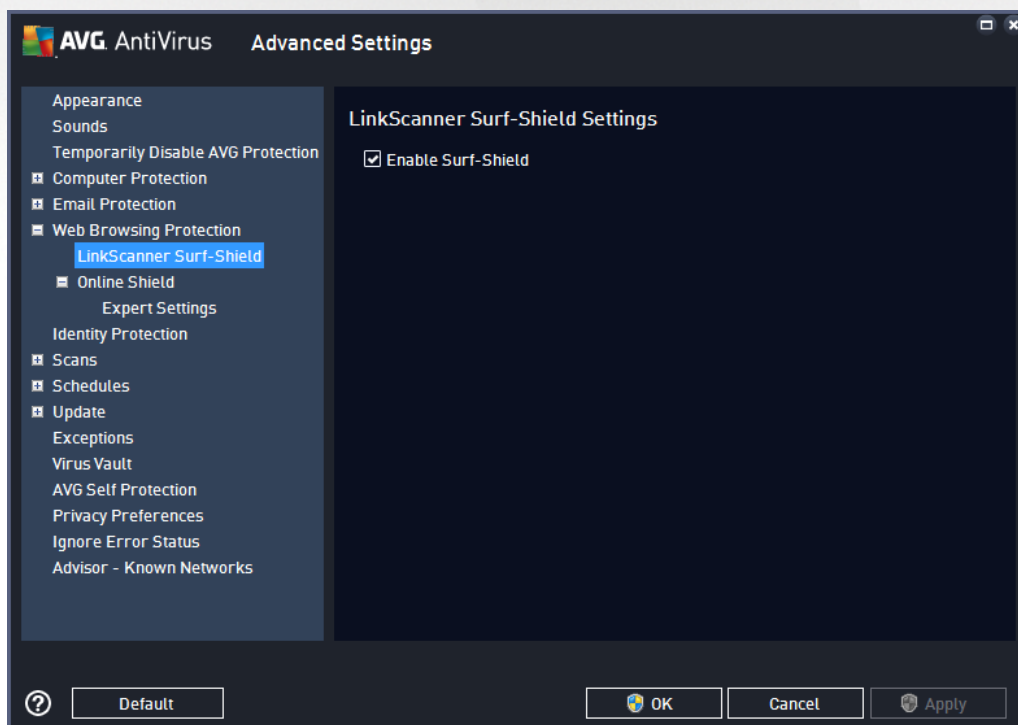 AVG AntiVirus Advanced Settings
Appearance
Sounds
Temporarily Disable AVG Protection
Computer Protection
Email Protection
Web Browsing Protection
LinkScanner Surf-Shield
Online Shield
Expert Settings
Identity Protection
Scans
Schedules
Update
Exceptions
Virus Vault
AVG Self Protection
Privacy Preferences
Ignore Error Status
Advisor - Known Networks
LinkScanner Surf-Shield Settings
Enable Surf-Shield
? Default OK Cancel Apply